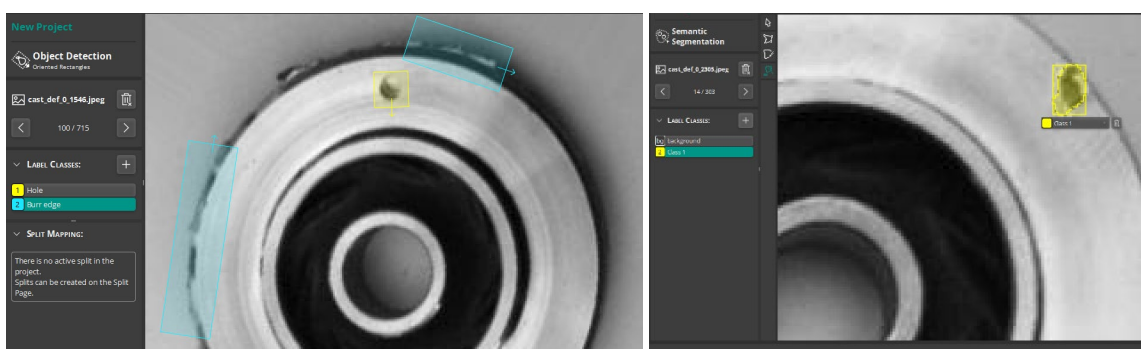 New Project
Object Detection
Oriented Rectangles
cast_def_0_1546.jpeg
100 / 715
Label Classes:
1 Hole
2 Burr edge
Split Mapping:
There is no active split in the
project.
Splits can be created on the Split
Page.
Semantic
Segmentation
cast_def_0_2305.jpeg
14 / 303
Label Classes:
bg background
Class 1
Class 1